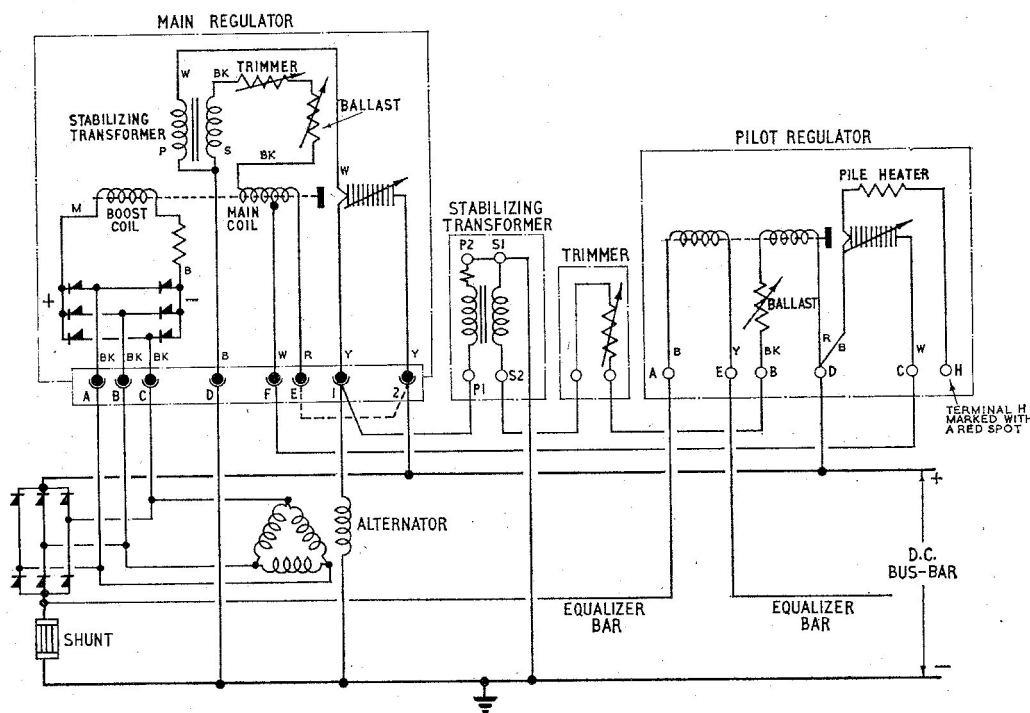 MAIN REGULATOR
W
BK
TRIMMER
BALLAST
STABILIZING
TRANSFORMER
P
S
BK
W
M
BOOST
COIL
MAIN
COIL
B
+
−
BK
BK
BK
B
W
R
Y
Y
A
B
C
D
F
E
1
2
STABILIZING
TRANSFORMER
P2
S1
P1
S2
TRIMMER
PILOT REGULATOR
PILE HEATER
BALLAST
B
Y
BK
R
B
W
A
E
B
D
C
H
TERMINAL H
MARKED WITH
A RED SPOT
ALTERNATOR
SHUNT
EQUALIZER
BAR
EQUALIZER
BAR
+
D.C.
BUS-BAR
−